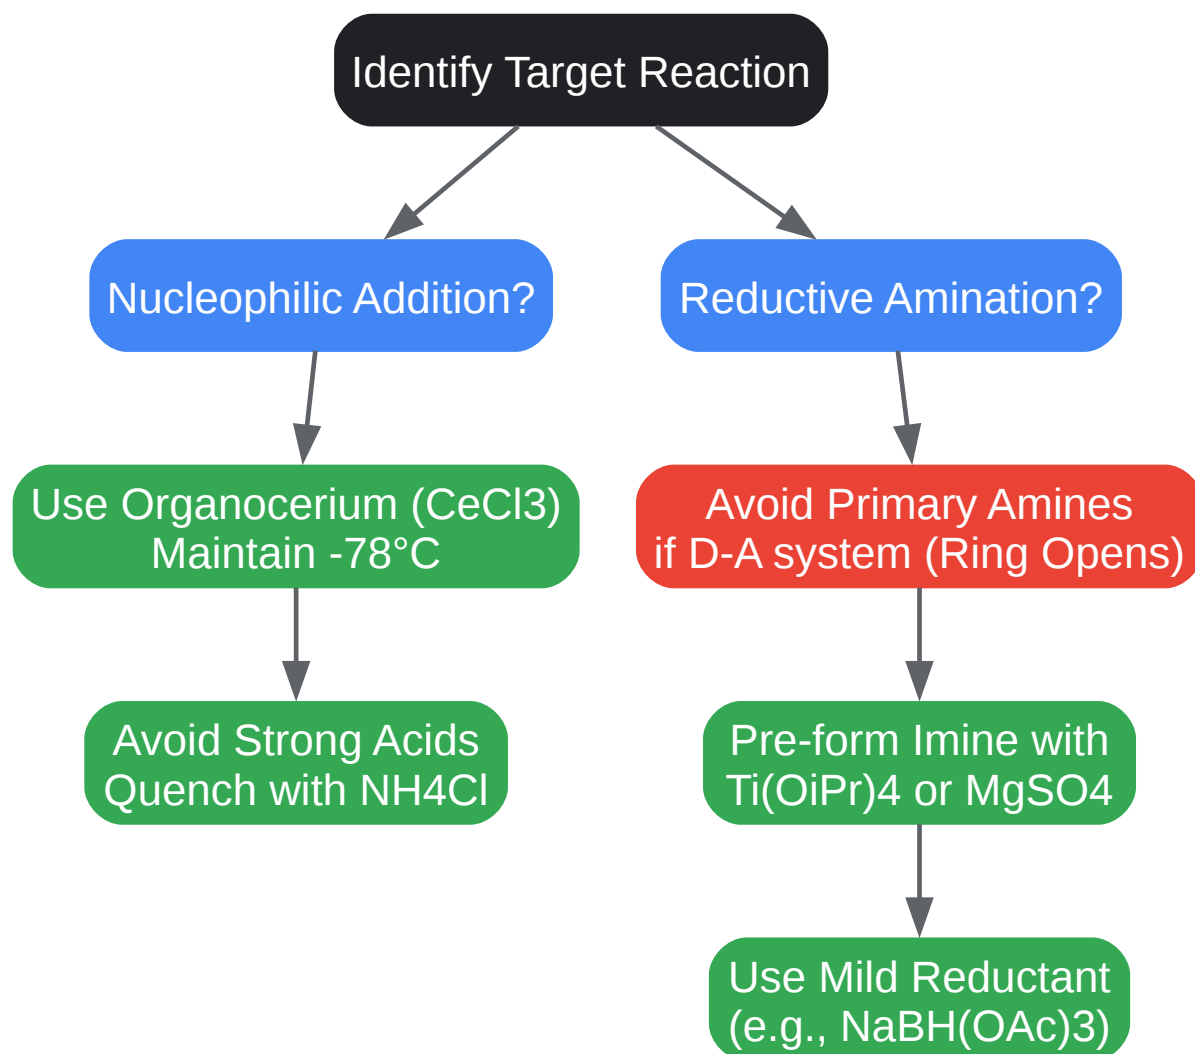 Identify Target Reaction
Nucleophilic Addition?
Reductive Amination?
Use Organocerium (CeCl3)
Maintain -78°C
Avoid Primary Amines
if D-A system (Ring Opens)
Avoid Strong Acids
Quench with NH4Cl
Pre-form Imine with
Ti(OiPr)4 or MgSO4
Use Mild Reductant
(e.g., NaBH(OAc)3)